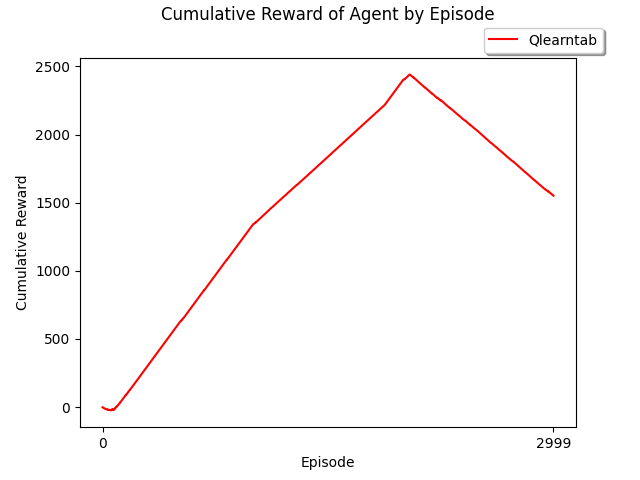 Cumulative Reward of Agent by Episode
Qlearntab
2500
2000
1500
1000
500
0
Cumulative Reward
0 2999
Episode